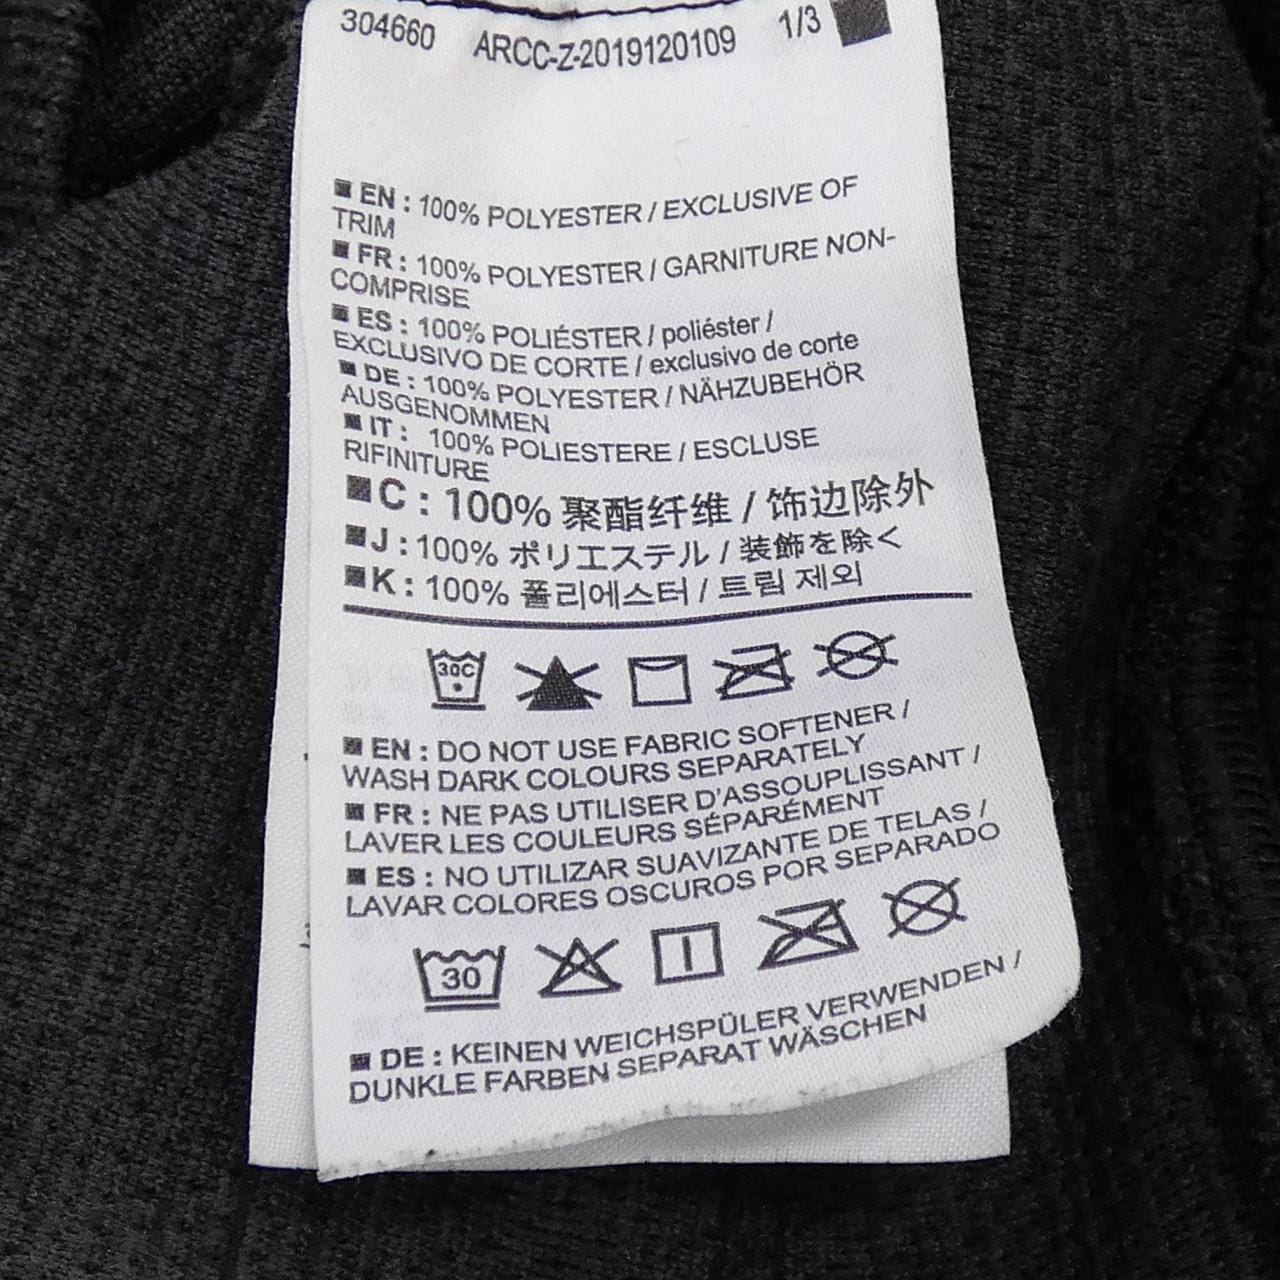 304660 ARCC-Z-2019120109 1/3
EN : 100% POLYESTER / EXCLUSIVE OF
TRIM
FR : 100% POLYESTER / GARNITURE NON-
COMPRISE
ES : 100% POLIÉSTER / poliéster /
EXCLUSIVO DE CORTE / exclusivo de corte
DE : 100% POLYESTER / NÄHZUBEHÖR
AUSGENOMMEN
IT : 100% POLIESTERE / ESCLUSE
RIFINITURE
C : 100% 聚酯纤维 / 饰边除外
J : 100% ポリエステル / 装飾を除く
K : 100% 폴리에스터 / 트림 제외
30C
EN : DO NOT USE FABRIC SOFTENER /
WASH DARK COLOURS SEPARATELY
FR : NE PAS UTILISER D'ASSOUPLISSANT /
LAVER LES COULEURS SÉPARÉMENT
ES : NO UTILIZAR SUAVIZANTE DE TELAS /
LAVAR COLORES OSCUROS POR SEPARADO
30
DE : KEINEN WEICHSPÜLER VERWENDEN /
DUNKLE FARBEN SEPARAT WÄSCHEN